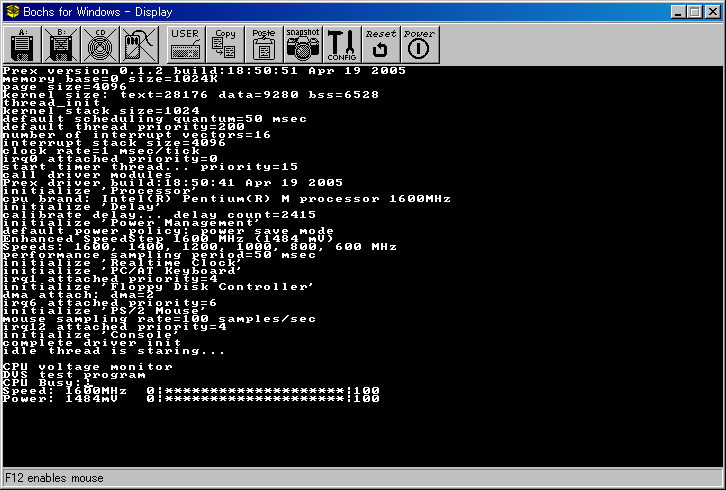 Bochs for Windows - Display
A: B: CD USER Copy Paste snapshot CONFIG Reset Power
Prex version 0.1.2 build:18:50:51 Apr 19 2005
memory base=0 size=1024K
page size=4096
kernel size: text=28176 data=9280 bss=6528
thread_init
kernel stack size=1024
default scheduling quantum=50 msec
default thread priority=200
number of interrupt vectors=16
interrupt stack size=4096
clock rate=1 msec/tick
irq0 attached priority=0
start timer thread... priority=15
call driver modules
Prex driver build:18:50:41 Apr 19 2005
initialize 'Processor'
cpu brand: Intel(R) Pentium(R) M processor 1600MHz
initialize 'Delay'
calibrate delay... delay count=2415
initialize 'Power Management'
default power policy: power save mode
Enhanced SpeedStep 1600 MHz (1484 mV)
Speeds: 1600, 1400, 1200, 1000, 800, 600 MHz
performance sampling period=50 msec
initialize 'Realtime Clock'
initialize 'PC/AT Keyboard'
irq1 attached priority=4
initialize 'Floppy Disk Controller'
dma attach: dma=2
irq6 attached priority=6
initialize 'PS/2 Mouse'
mouse sampling rate=100 samples/sec
irq12 attached priority=4
initialize 'Console'
complete driver init
idle thread is staring...
CPU voltage monitor
DVS test program
CPU Busy:
Speed: 1600MHz 0|********************|100
Power: 1484mV 0|********************|100
F12 enables mouse